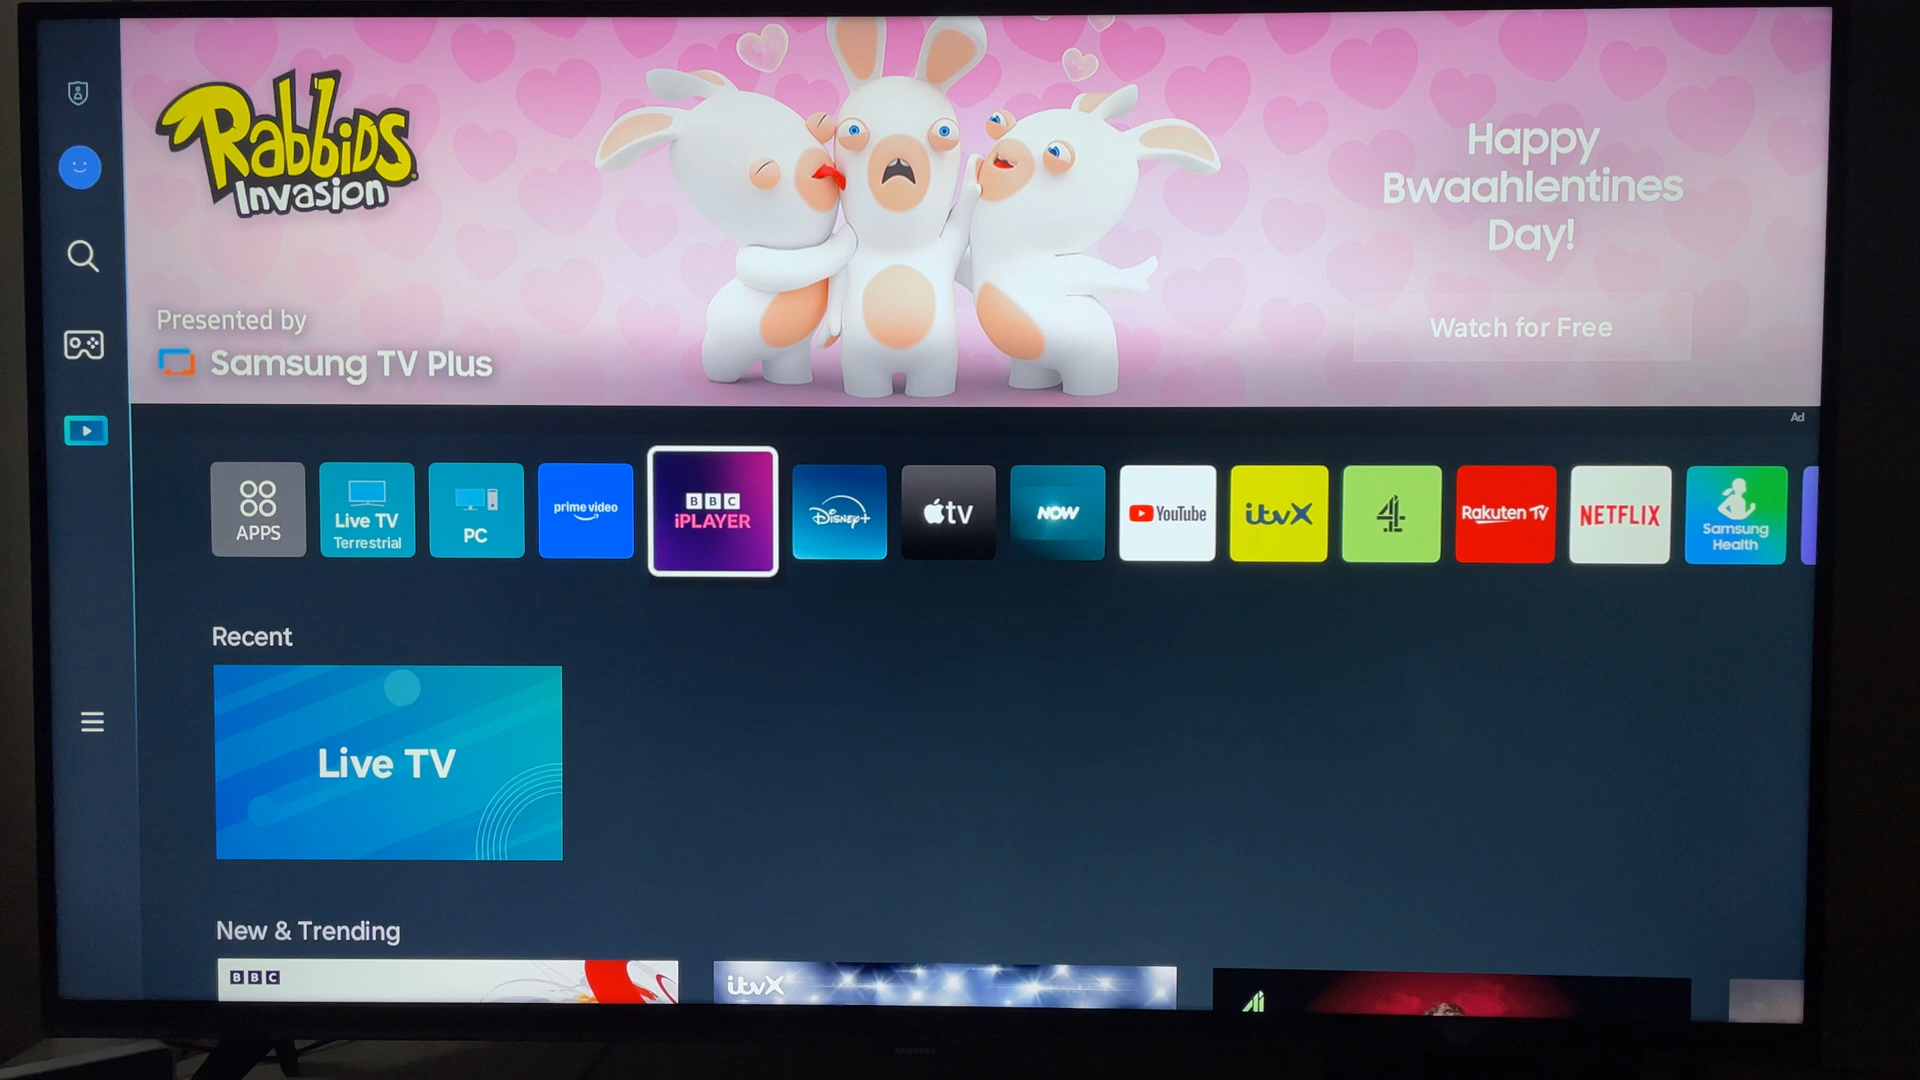 Rabbids
Invasion
Happy
Bwaahlentines
Day!
Presented by
Samsung TV Plus
Watch for Free
Ad
APPS
Live TV
Terrestrial
PC
prime video
BBC
iPLAYER
Disney+
tv
NOW
YouTube
itvX
4
Rakuten TV
NETFLIX
Samsung
Health
Recent
Live TV
New & Trending
BBC
itvX
4
SAMSUNG